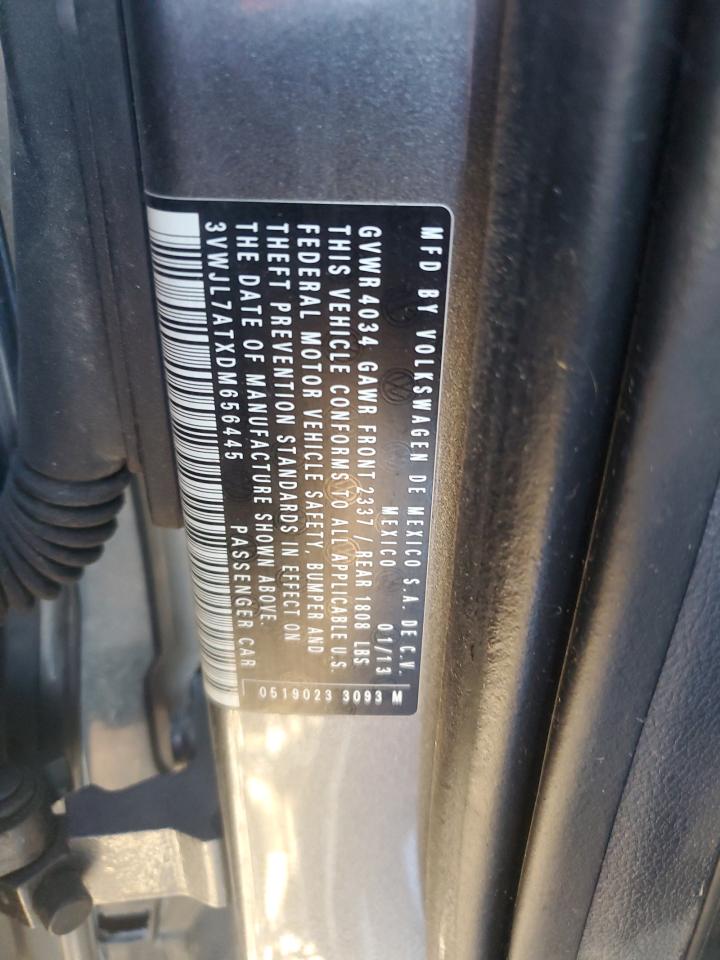 MFD BY VOLKSWAGEN DE MEXICO S.A. DE C.V.
MEXICO 01/13
GVWR 4034 GAWR FRONT 2337 / REAR 1808 LBS
THIS VEHICLE CONFORMS TO ALL APPLICABLE U.S.
FEDERAL MOTOR VEHICLE SAFETY, BUMPER AND
THEFT PREVENTION STANDARDS IN EFFECT ON
THE DATE OF MANUFACTURE SHOWN ABOVE.
3VWJL7ATXDM656445 PASSENGER CAR
0519023 3093 M